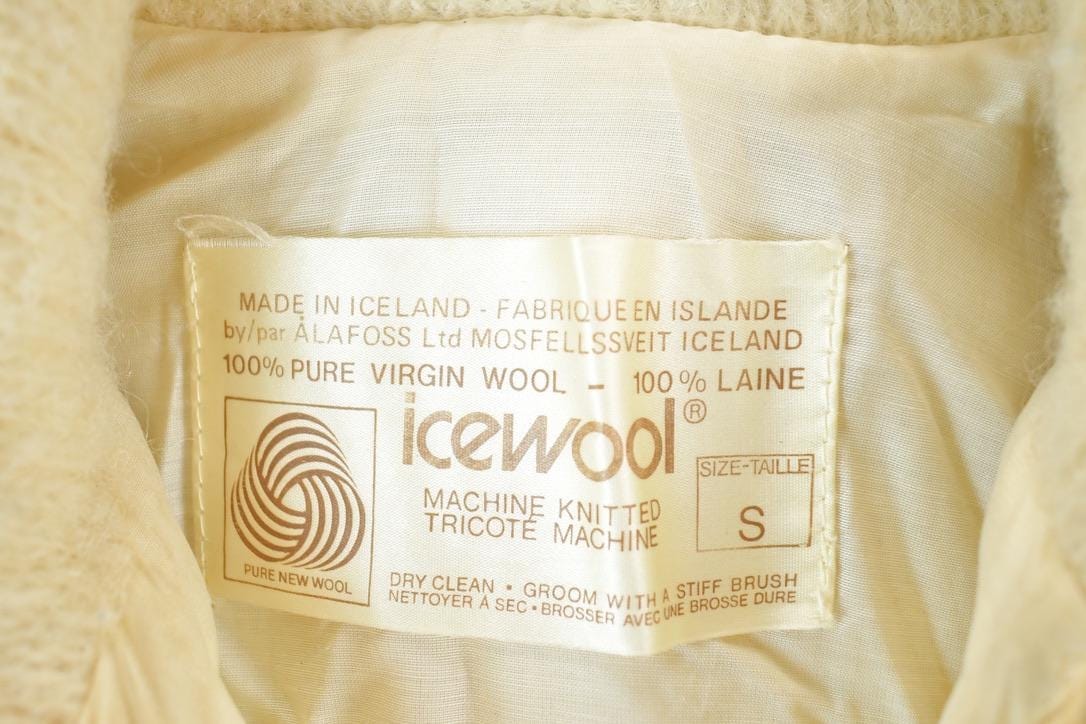 MADE IN ICELAND - FABRIQUE EN ISLANDE
by/par ÁLAFOSS Ltd MOSFELLSSVEIT ICELAND
100% PURE VIRGIN WOOL - 100% LAINE
icewool®
SIZE-TAILLE
S
MACHINE KNITTED
TRICOTÉ MACHINE
PURE NEW WOOL
DRY CLEAN • GROOM WITH A STIFF BRUSH
NETTOYER Á SEC • BROSSER AVEC UNE BROSSE DURE